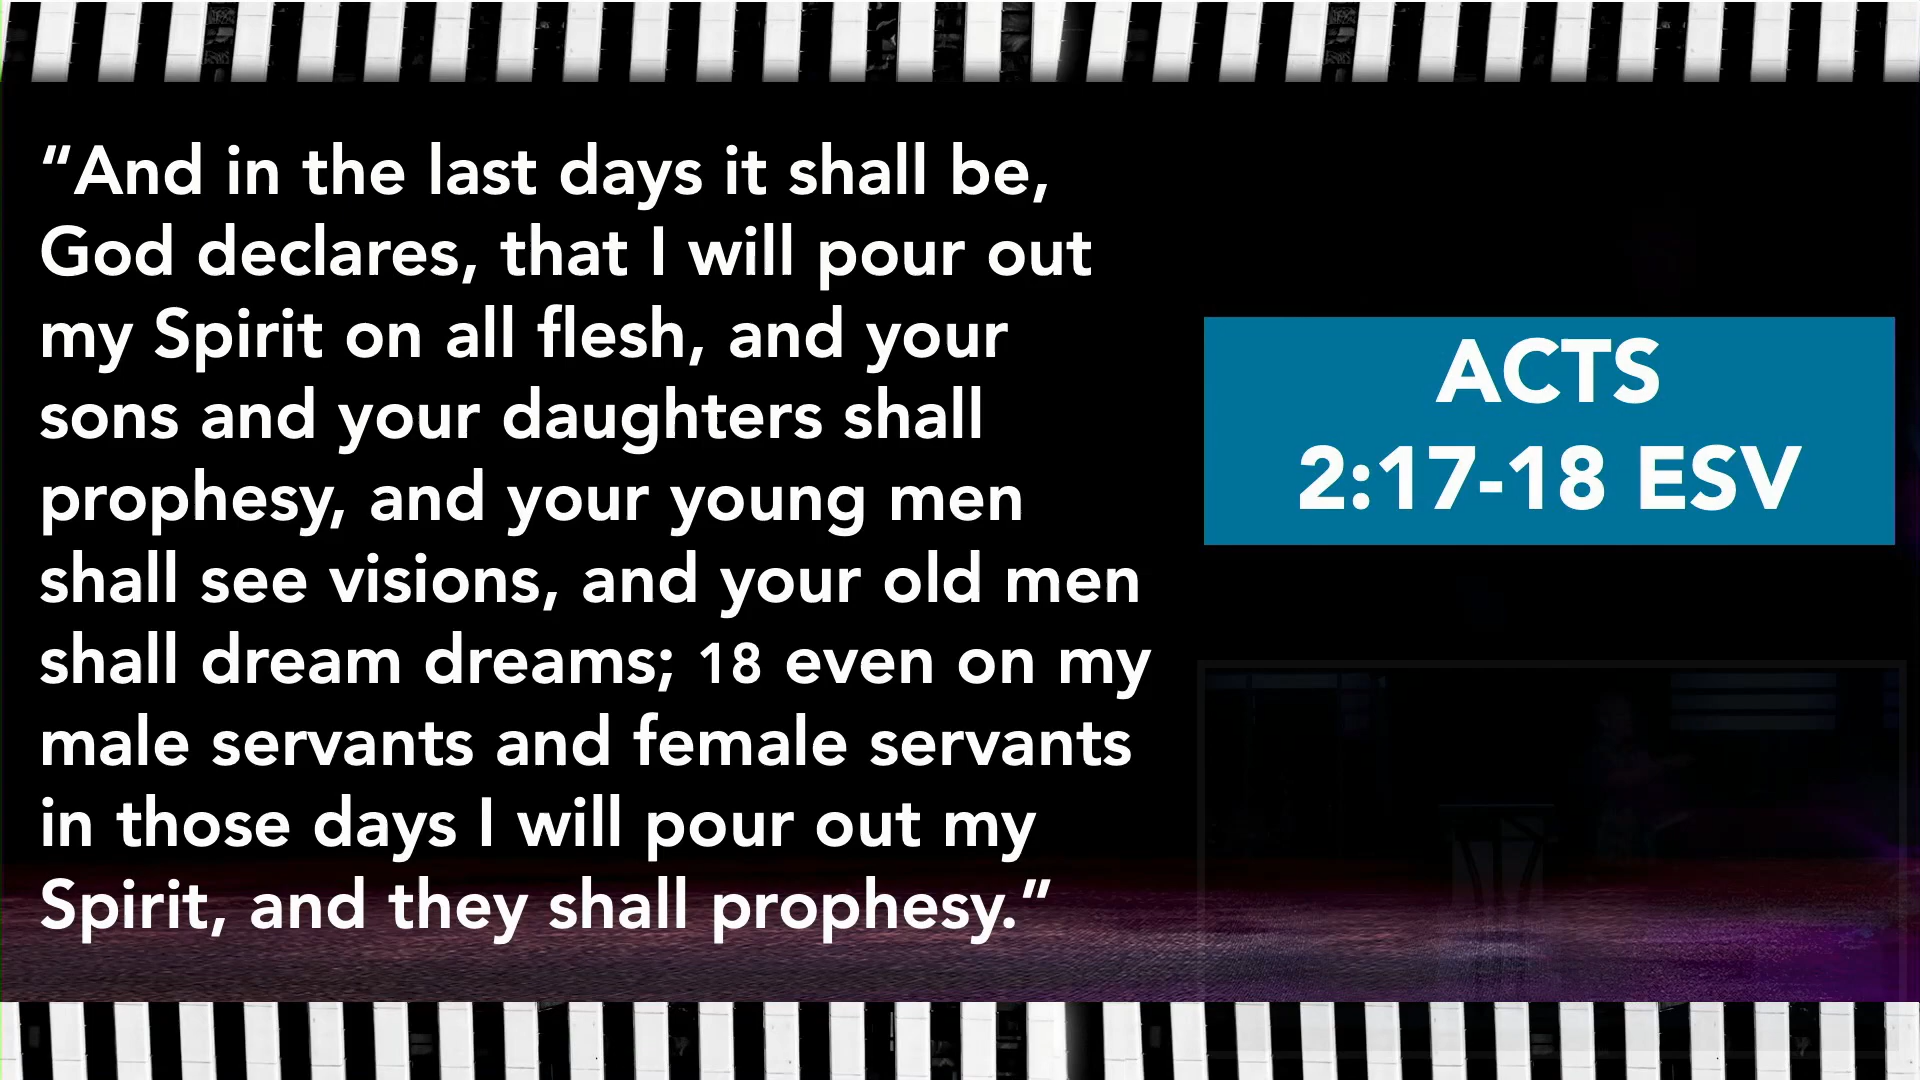 “And in the last days it shall be,
God declares, that I will pour out
my Spirit on all flesh, and your
sons and your daughters shall
prophesy, and your young men
shall see visions, and your old men
shall dream dreams; 18 even on my
male servants and female servants
in those days I will pour out my
Spirit, and they shall prophesy.”
ACTS
2:17-18 ESV